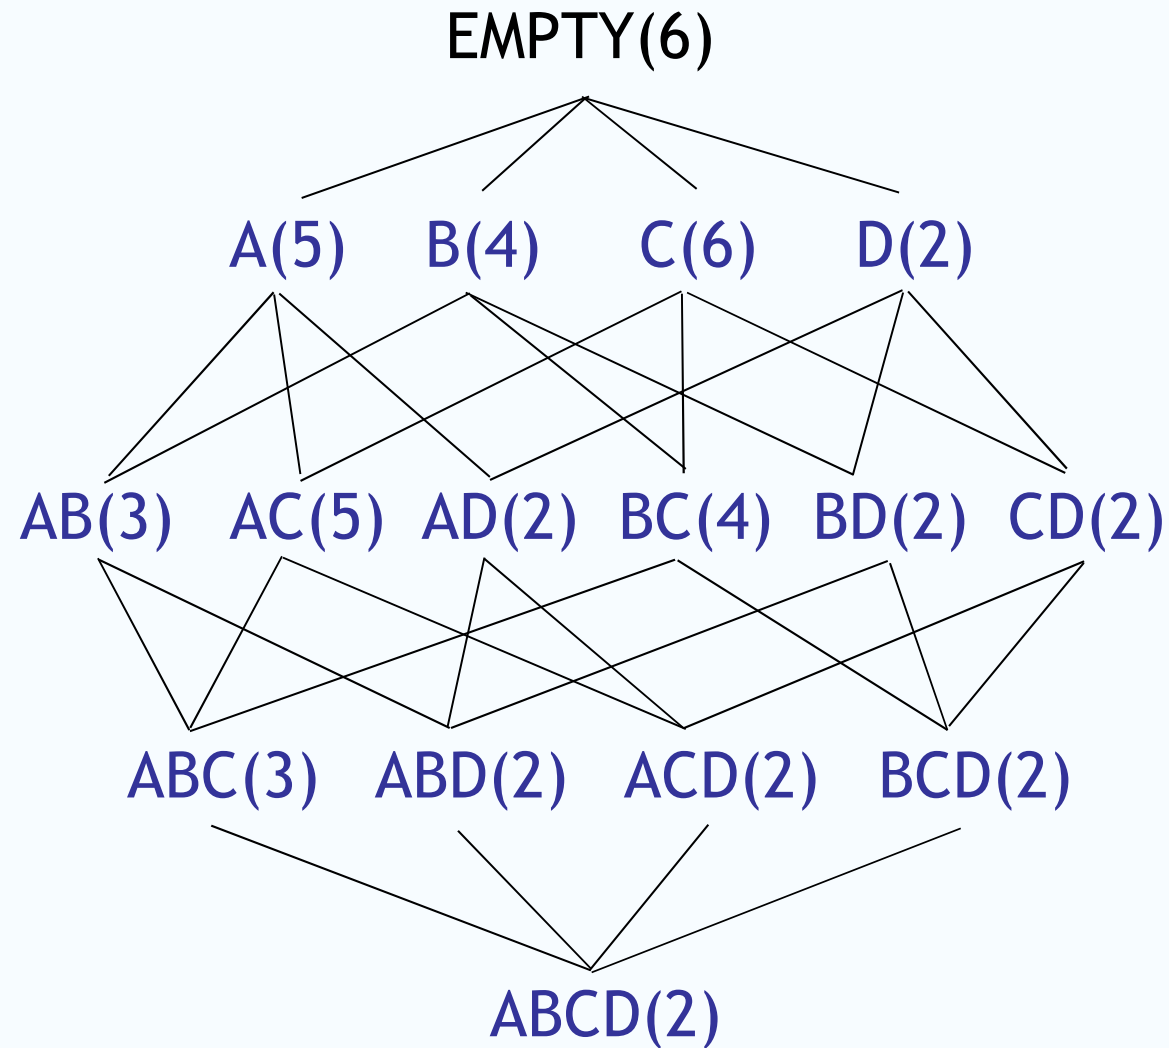 EMPTY(6)
A(5) B(4) C(6) D(2)
AB(3) AC(5) AD(2) BC(4) BD(2) CD(2)
ABC(3) ABD(2) ACD(2) BCD(2)
ABCD(2)